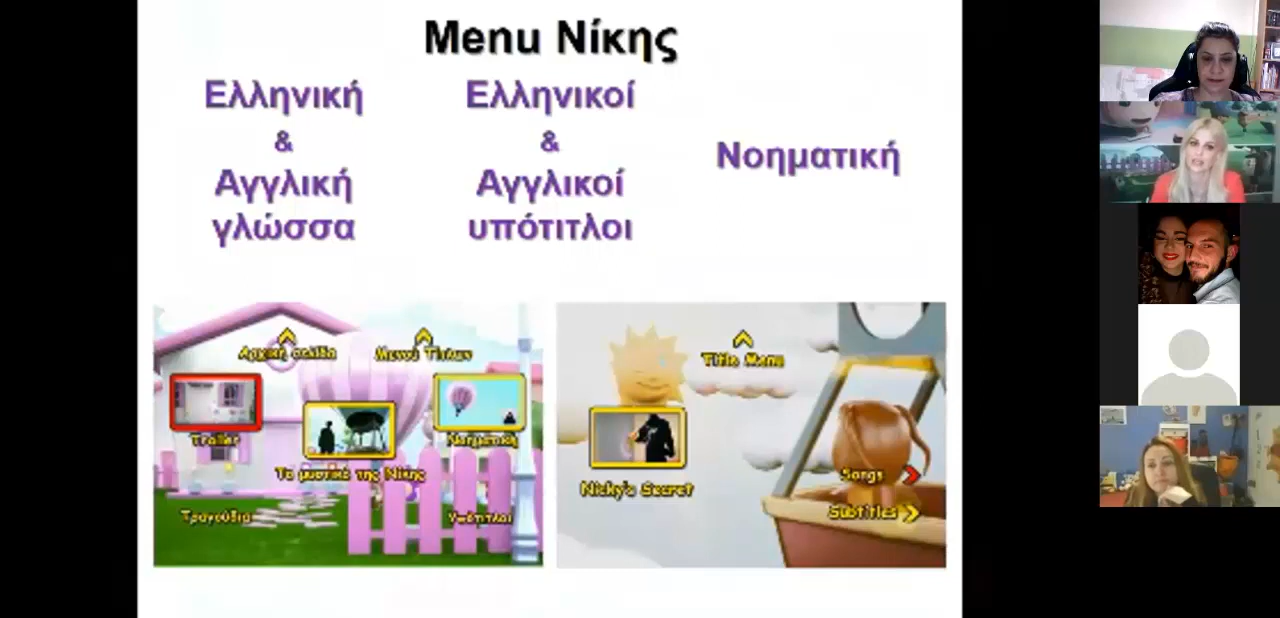 Menu Νίκης
Ελληνική
&
Αγγλική
γλώσσα
Ελληνικοί
&
Αγγλικοί
υπότιτλοι
Νοηματική
Αρχική σελίδα
Μενού Τίτλων
Trailer
Το μυστικό της Νίκης
Νοηματική
Τραγούδια
Υπότιτλοι
Title Menu
Nicky's Secret
Songs
Subtitles